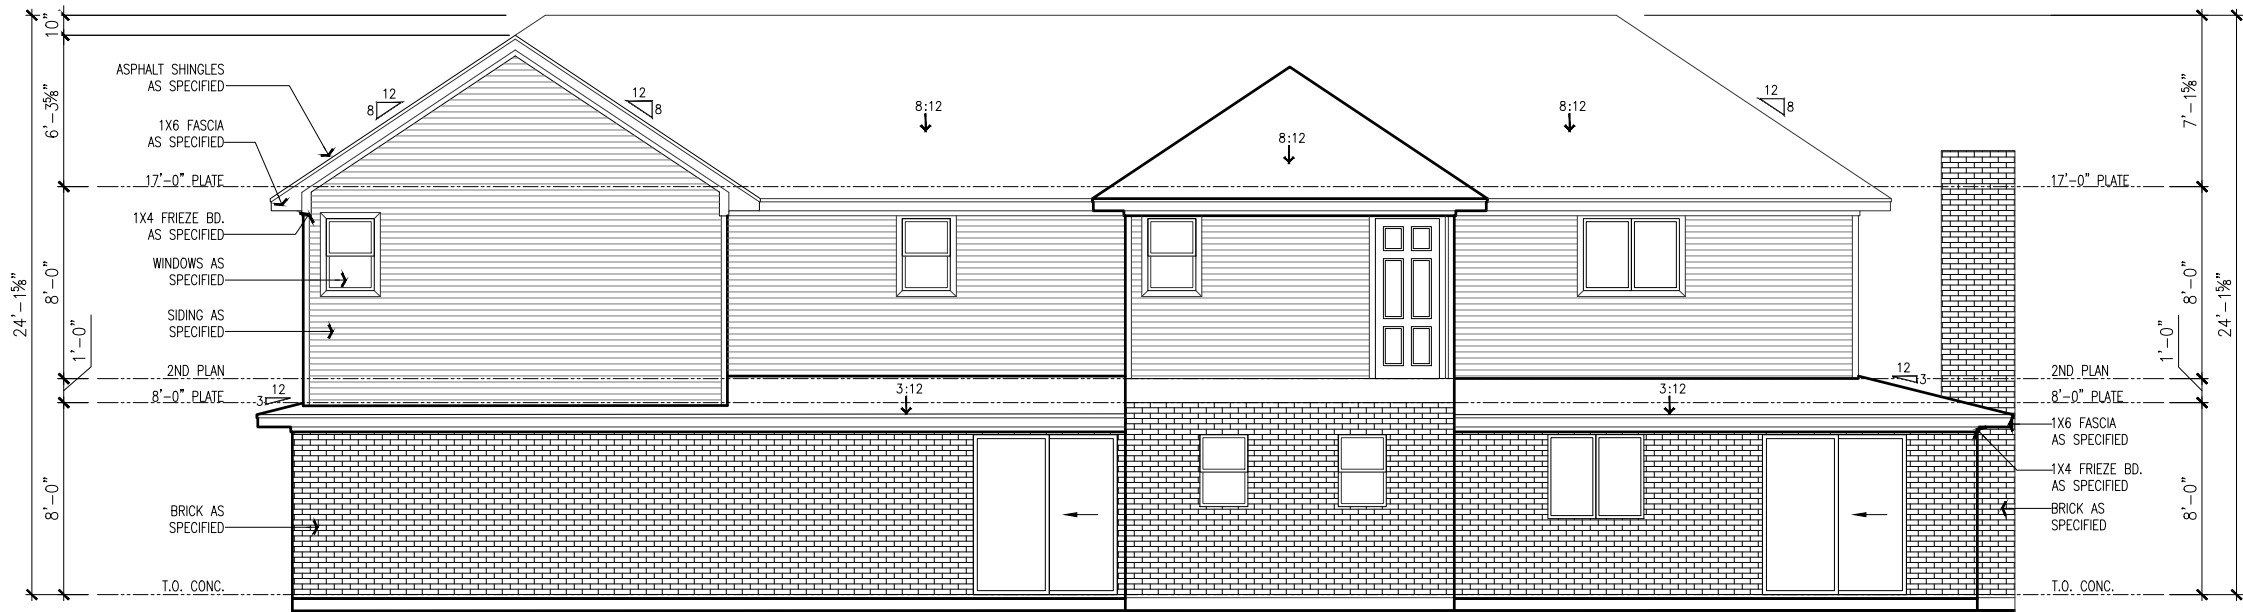 10"
6'-3⅝"
8'-0"
1'-0"
8'-0"
24'-1⅝"
ASPHALT SHINGLES
AS SPECIFIED
1X6 FASCIA
AS SPECIFIED
17'-0" PLATE
1X4 FRIEZE BD.
AS SPECIFIED
WINDOWS AS
SPECIFIED
SIDING AS
SPECIFIED
2ND PLAN
8'-0" PLATE
BRICK AS
SPECIFIED
T.O. CONC.
12
8
12
8
8:12
8:12
8:12
12
8
12
3
3:12
3:12
12
3
17'-0" PLATE
2ND PLAN
8'-0" PLATE
1X6 FASCIA
AS SPECIFIED
1X4 FRIEZE BD.
AS SPECIFIED
BRICK AS
SPECIFIED
T.O. CONC.
7'-1⅝"
8'-0"
1'-0"
8'-0"
24'-1⅝"